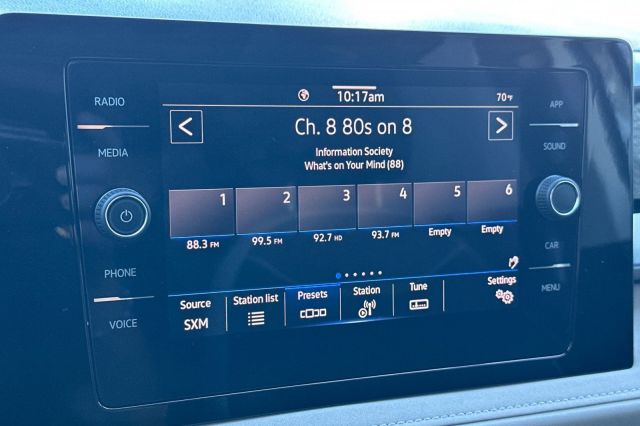 RADIO
MEDIA
PHONE
VOICE
10:17am
70°F
Ch. 8 80s on 8
Information Society
What's on Your Mind (88)
1 2 3 4 5 6
88.3 FM 99.5 FM 92.7 HD 93.7 FM Empty Empty
Source Station list Presets Station Tune Settings
SXM
APP
SOUND
CAR
MENU